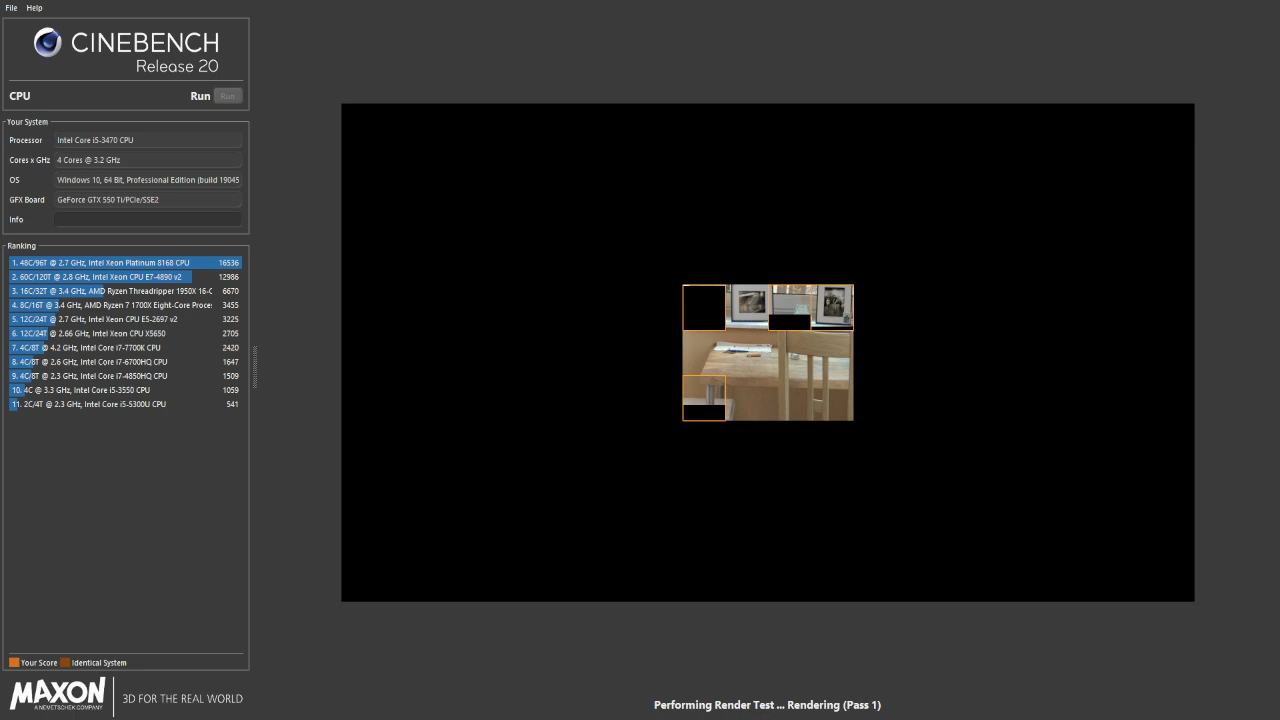 File Help
CINEBENCH
Release 20
CPU Run Run
Your System
Processor Intel Core i5-3470 CPU
Cores x GHz 4 Cores @ 3.2 GHz
OS Windows 10, 64 Bit, Professional Edition (build 19045
GFX Board GeForce GTX 550 Ti/PCIe/SSE2
Info
Ranking
1. 48C/96T @ 2.7 GHz, Intel Xeon Platinum 8168 CPU 16536
2. 60C/120T @ 2.8 GHz, Intel Xeon CPU E7-4890 v2 12986
3. 16C/32T @ 3.4 GHz, AMD Ryzen Threadripper 1950X 16-C 6670
4. 8C/16T @ 3.4 GHz, AMD Ryzen 7 1700X Eight-Core Proce: 3455
5. 12C/24T @ 2.7 GHz, Intel Xeon CPU E5-2697 v2 3225
6. 12C/24T @ 2.66 GHz, Intel Xeon CPU X5650 2705
7. 4C/8T @ 4.2 GHz, Intel Core i7-7700K CPU 2420
8. 4C/8T @ 2.6 GHz, Intel Core i7-6700HQ CPU 1647
9. 4C/8T @ 2.3 GHz, Intel Core i7-4850HQ CPU 1509
10. 4C @ 3.3 GHz, Intel Core i5-3550 CPU 1059
11. 2C/4T @ 2.3 GHz, Intel Core i5-5300U CPU 541
Your Score Identical System
MAXON
A NEMETSCHEK COMPANY
3D FOR THE REAL WORLD
Performing Render Test ... Rendering (Pass 1)